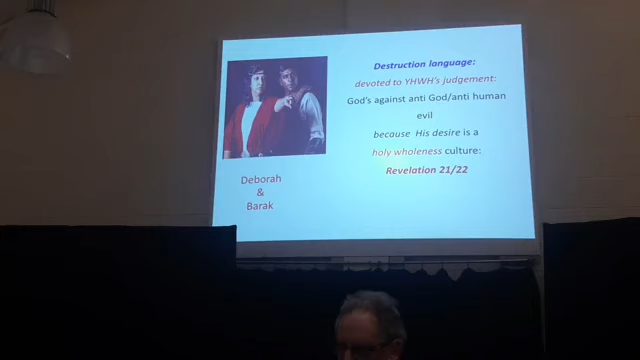 Destruction language:
devoted to YHWH's judgement:
God's against anti God/anti human
evil
because His desire is a
holy wholeness culture:
Revelation 21/22
Deborah
&
Barak